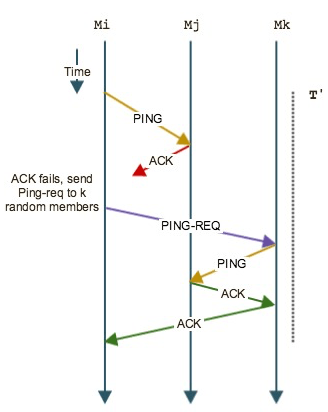 Mi
Mj
Mk
Time
T'
PING
ACK
ACK fails, send
Ping-req to k
random members
PING-REQ
PING
ACK
ACK